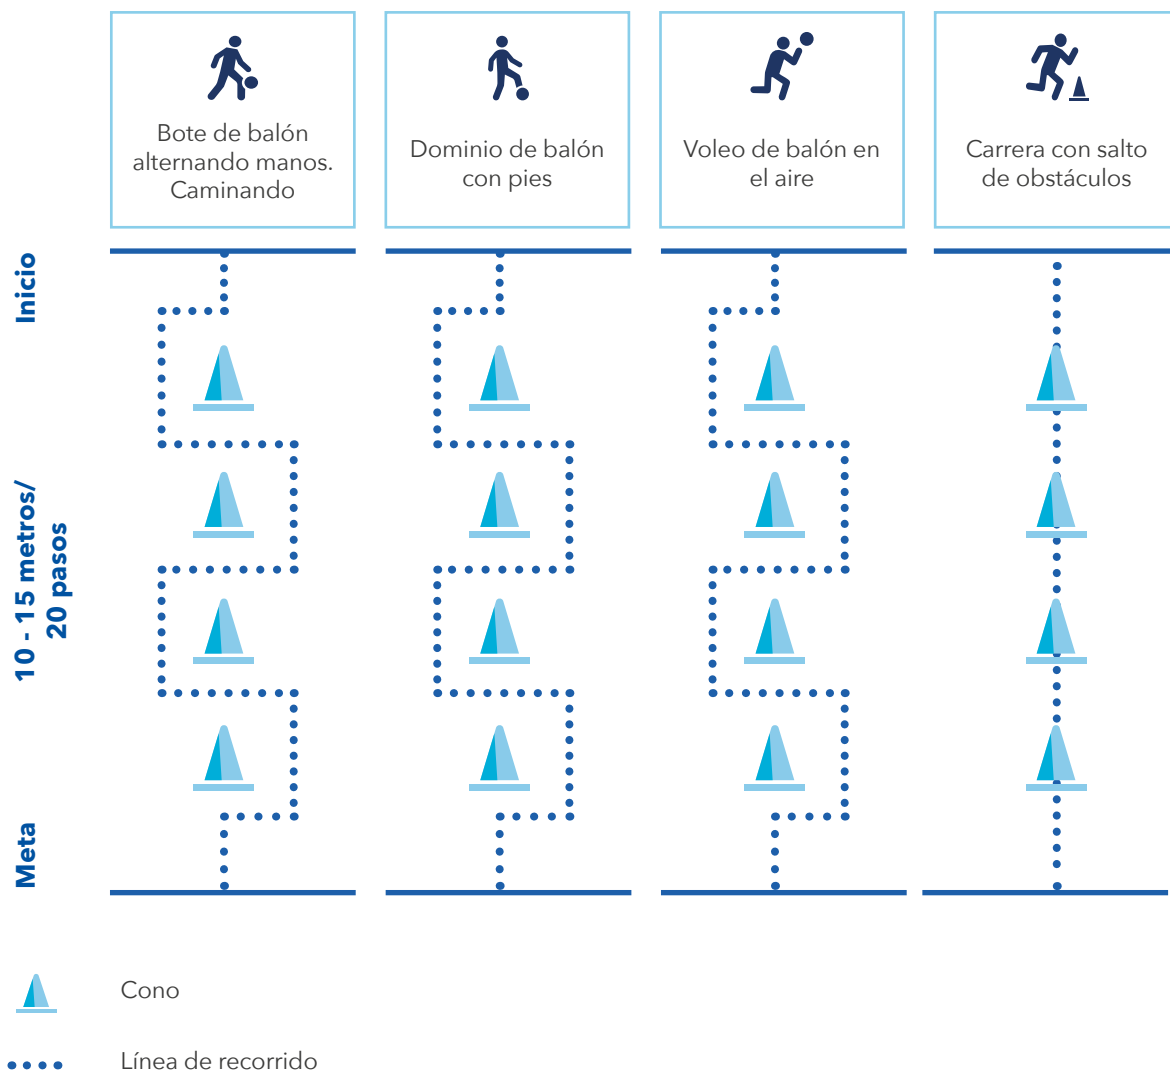 Bote de balón
alternando manos.
Caminando
Dominio de balón
con pies
Voleo de balón en
el aire
Carrera con salto
de obstáculos
Inicio
10 - 15 metros/
20 pasos
Meta
Cono
Línea de recorrido